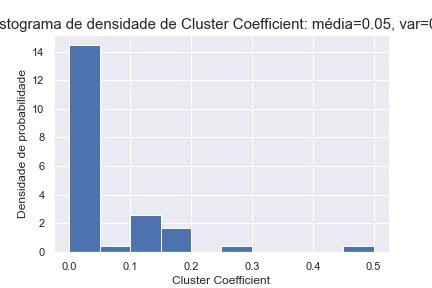 stograma de densidade de Cluster Coefficient: média=0.05, var=0
14
12
10
8
6
4
2
0
Densidade de probabilidade
0.0 0.1 0.2 0.3 0.4 0.5
Cluster Coefficient